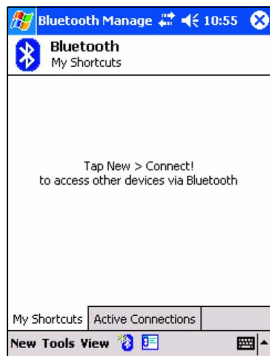 Bluetooth Manage 10:55
Bluetooth
My Shortcuts
Tap New > Connect!
to access other devices via Bluetooth
My Shortcuts Active Connections
New Tools View